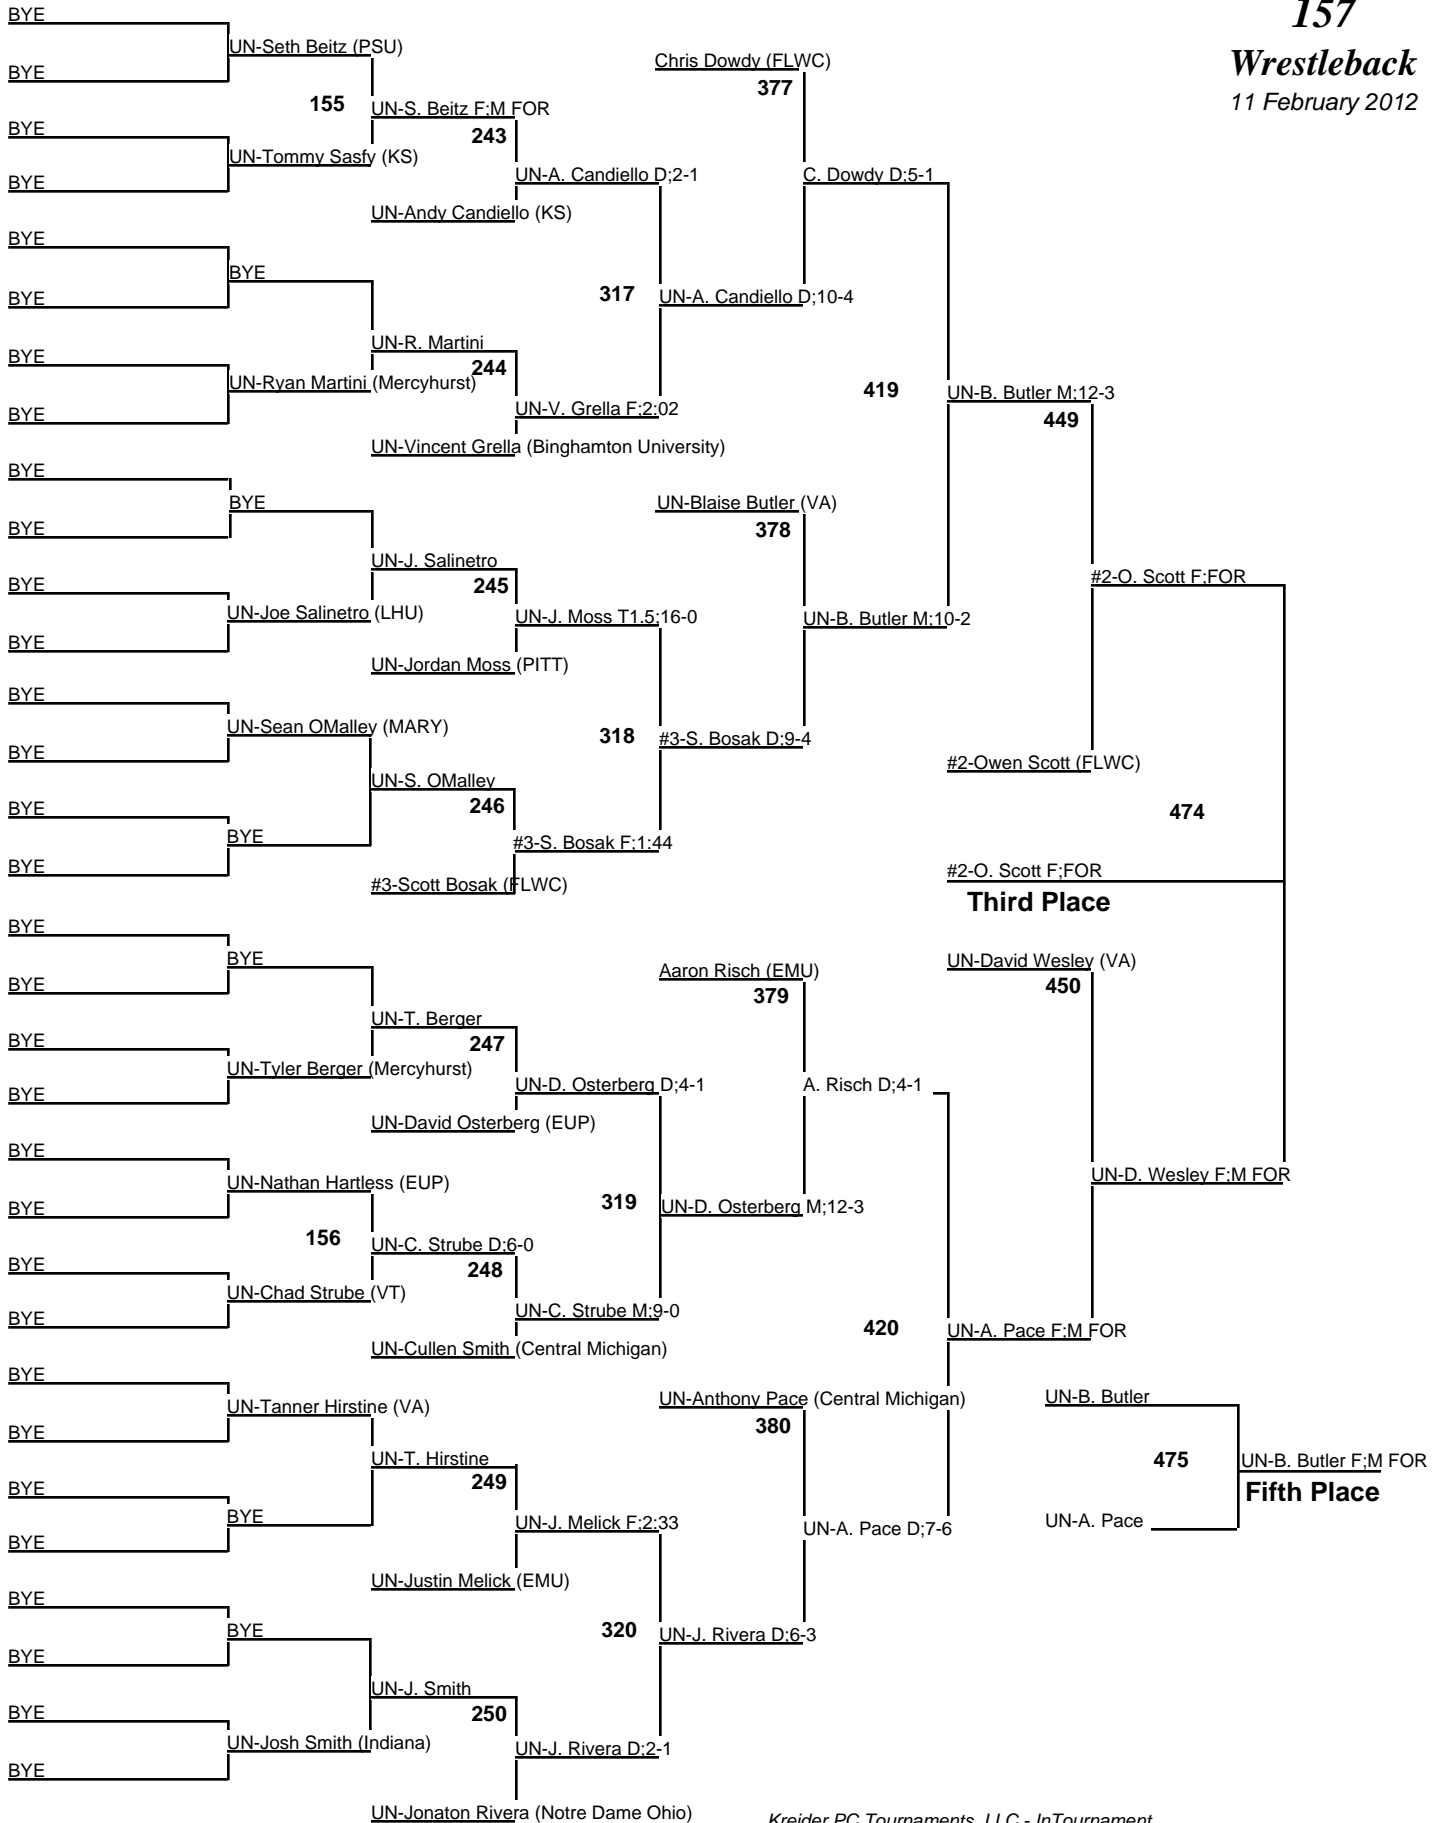 157
Wrestleback
11 February 2012
BYE
UN-Seth Beitz (PSU)
BYE
155
UN-S. Beitz F;M FOR
BYE
243
UN-Tommy Sasfy (KS)
BYE
UN-A. Candiello D;2-1
UN-Andy Candiello (KS)
BYE
BYE
BYE
317
UN-A. Candiello D;10-4
UN-R. Martini
BYE
244
UN-Ryan Martini (Mercyhurst)
BYE
UN-V. Grella F;2:02
UN-Vincent Grella (Binghamton University)
Chris Dowdy (FLWC)
377
C. Dowdy D;5-1
419
UN-B. Butler M;12-3
449
BYE
BYE
BYE
UN-J. Salinetro
BYE
245
UN-Joe Salinetro (LHU)
BYE
UN-J. Moss T1.5;16-0
UN-Jordan Moss (PITT)
BYE
UN-Sean OMalley (MARY)
BYE
318
#3-S. Bosak D;9-4
UN-S. OMalley
BYE
246
BYE
BYE
#3-S. Bosak F;1:44
#3-Scott Bosak (FLWC)
UN-Blaise Butler (VA)
378
UN-B. Butler M;10-2
#2-O. Scott F;FOR
#2-Owen Scott (FLWC)
474
#2-O. Scott F;FOR
Third Place
BYE
BYE
BYE
UN-T. Berger
BYE
247
UN-Tyler Berger (Mercyhurst)
BYE
UN-D. Osterberg D;4-1
UN-David Osterberg (EUP)
BYE
UN-Nathan Hartless (EUP)
BYE
319
UN-D. Osterberg M;12-3
156
UN-C. Strube D;6-0
BYE
248
UN-Chad Strube (VT)
BYE
UN-C. Strube M;9-0
UN-Cullen Smith (Central Michigan)
Aaron Risch (EMU)
379
A. Risch D;4-1
UN-David Wesley (VA)
450
UN-D. Wesley F;M FOR
420
UN-A. Pace F;M FOR
BYE
UN-Tanner Hirstine (VA)
BYE
UN-T. Hirstine
BYE
249
BYE
BYE
UN-J. Melick F;2:33
UN-Justin Melick (EMU)
BYE
BYE
BYE
320
UN-J. Rivera D;6-3
UN-J. Smith
BYE
250
UN-Josh Smith (Indiana)
BYE
UN-J. Rivera D;2-1
UN-Jonaton Rivera (Notre Dame Ohio)
UN-Anthony Pace (Central Michigan)
380
UN-A. Pace D;7-6
UN-B. Butler
475
UN-B. Butler F;M FOR
Fifth Place
UN-A. Pace
Kreider PC Tournaments, LLC - InTournament